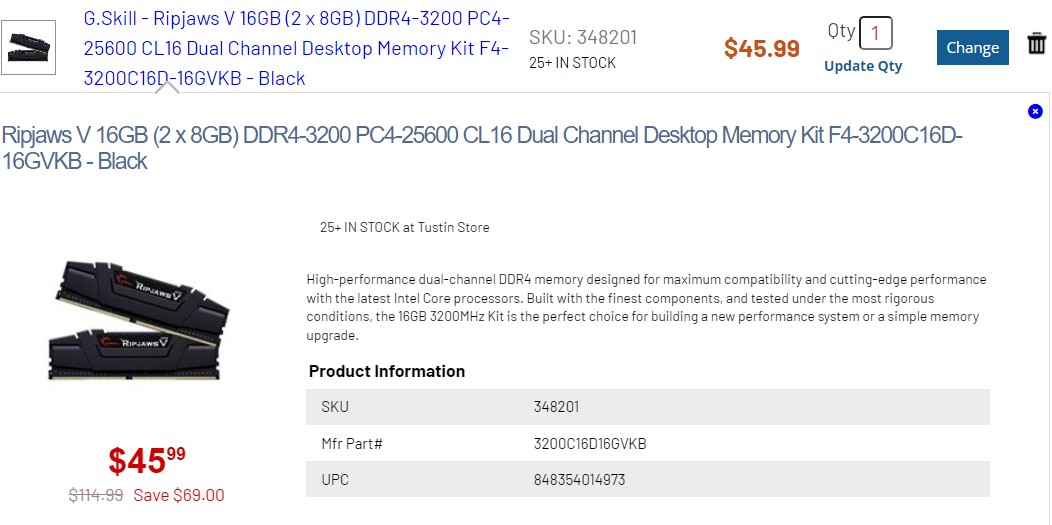 G.Skill - Ripjaws V 16GB (2 x 8GB) DDR4-3200 PC4-
25600 CL16 Dual Channel Desktop Memory Kit F4-
3200C16D-16GVKB - Black
SKU: 348201
25+ IN STOCK
$45.99
Qty 1
Update Qty
Change
Ripjaws V 16GB (2 x 8GB) DDR4-3200 PC4-25600 CL16 Dual Channel Desktop Memory Kit F4-3200C16D-
16GVKB - Black
25+ IN STOCK at Tustin Store
High-performance dual-channel DDR4 memory designed for maximum compatibility and cutting-edge performance
with the latest Intel Core processors. Built with the finest components, and tested under the most rigorous
conditions, the 16GB 3200MHz Kit is the perfect choice for building a new performance system or a simple memory
upgrade.
RIPJAWS V
RIPJAWS V
Product Information
SKU 348201
Mfr Part# 3200C16D16GVKB
UPC 848354014973
$4599
$114.99 Save $69.00